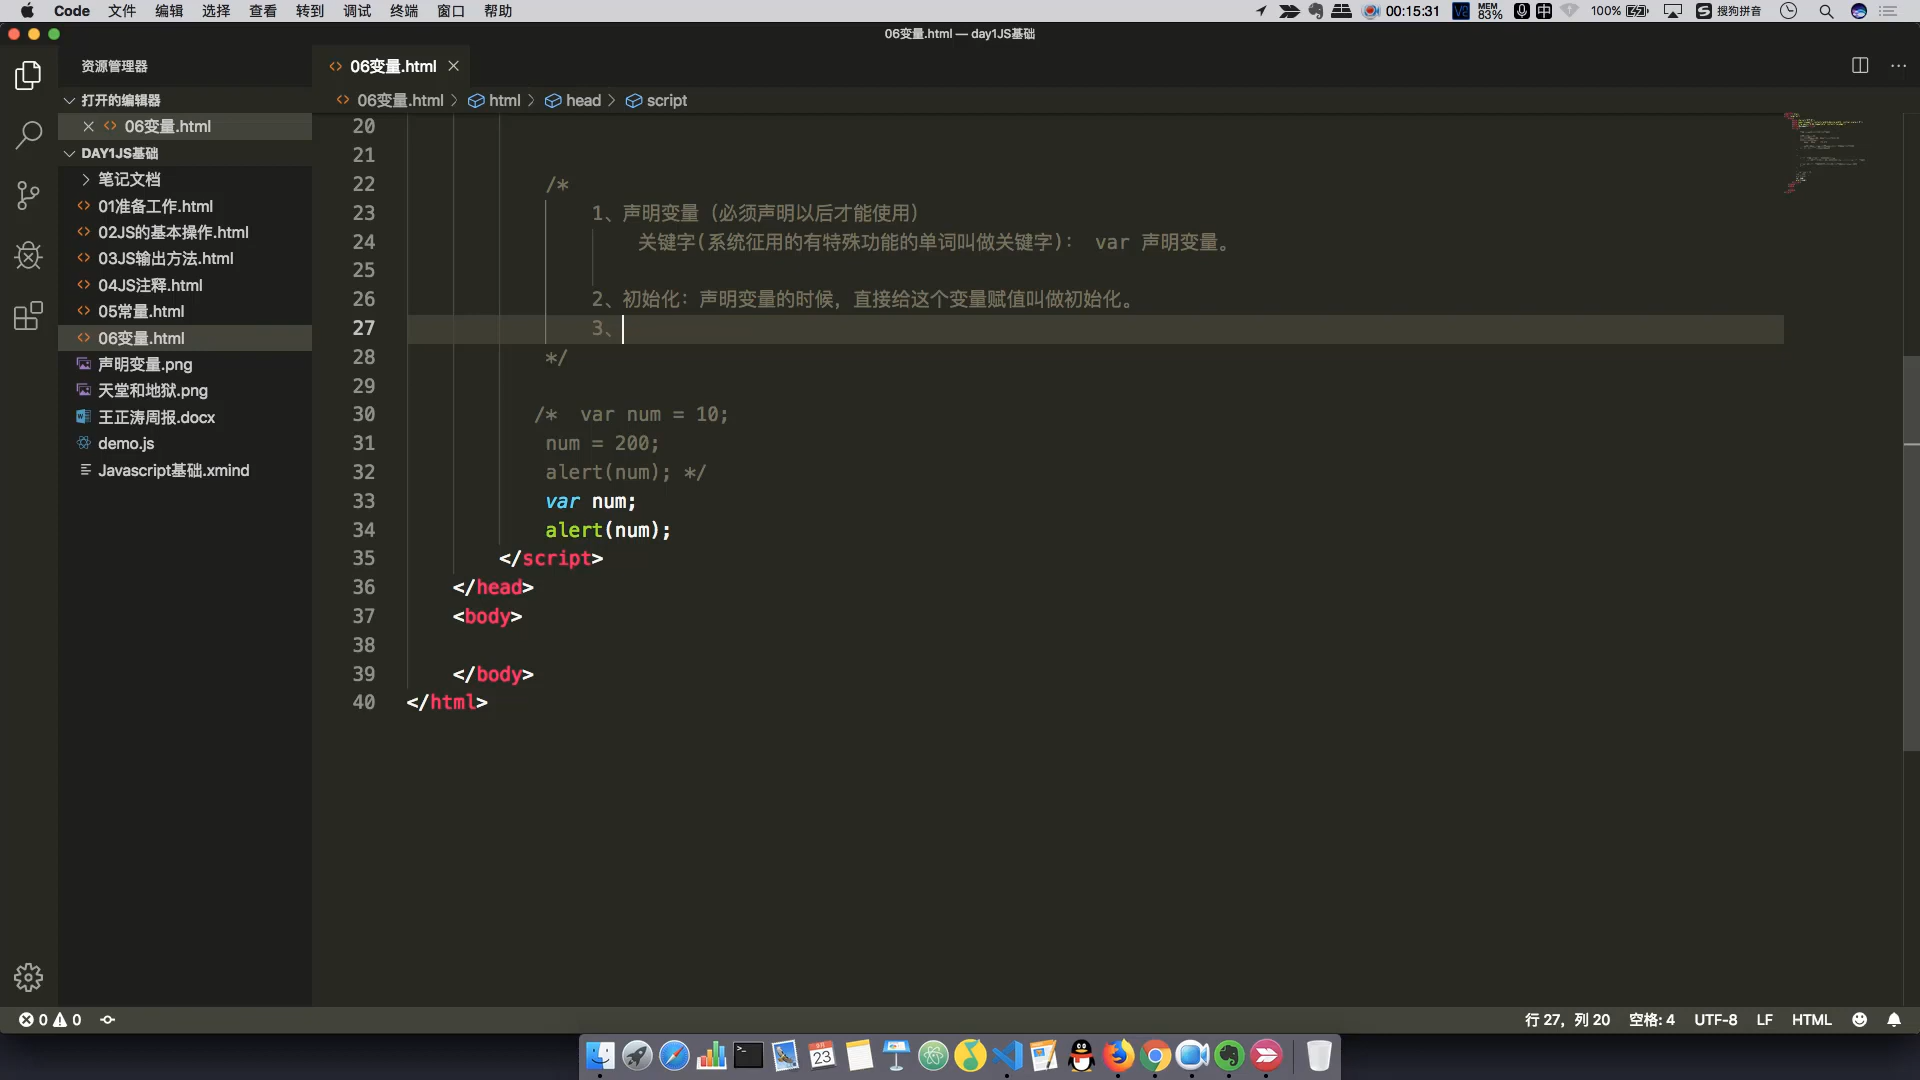 Code 文件 编辑 选择 查看 转到 调试 终端 窗口 帮助 00:15:31 MEM 83% 中 100% 搜狗拼音
06变量.html — day1JS基础
资源管理器
06变量.html
打开的编辑器
06变量.html > html > head > script
06变量.html
DAY1JS基础
笔记文档
01准备工作.html
02JS的基本操作.html
03JS输出方法.html
04JS注释.html
05常量.html
06变量.html
声明变量.png
天堂和地狱.png
王正涛周报.docx
demo.js
Javascript基础.xmind
20
21
22 /*
23 1、声明变量（必须声明以后才能使用）
24 关键字(系统征用的有特殊功能的单词叫做关键字)： var 声明变量。
25
26 2、初始化：声明变量的时候，直接给这个变量赋值叫做初始化。
27 3、
28 */
29
30 /* var num = 10;
31 num = 200;
32 alert(num); */
33 var num;
34 alert(num);
35 </script>
36 </head>
37 <body>
38
39 </body>
40 </html>
0 0 行 27，列 20 空格: 4 UTF-8 LF HTML
23